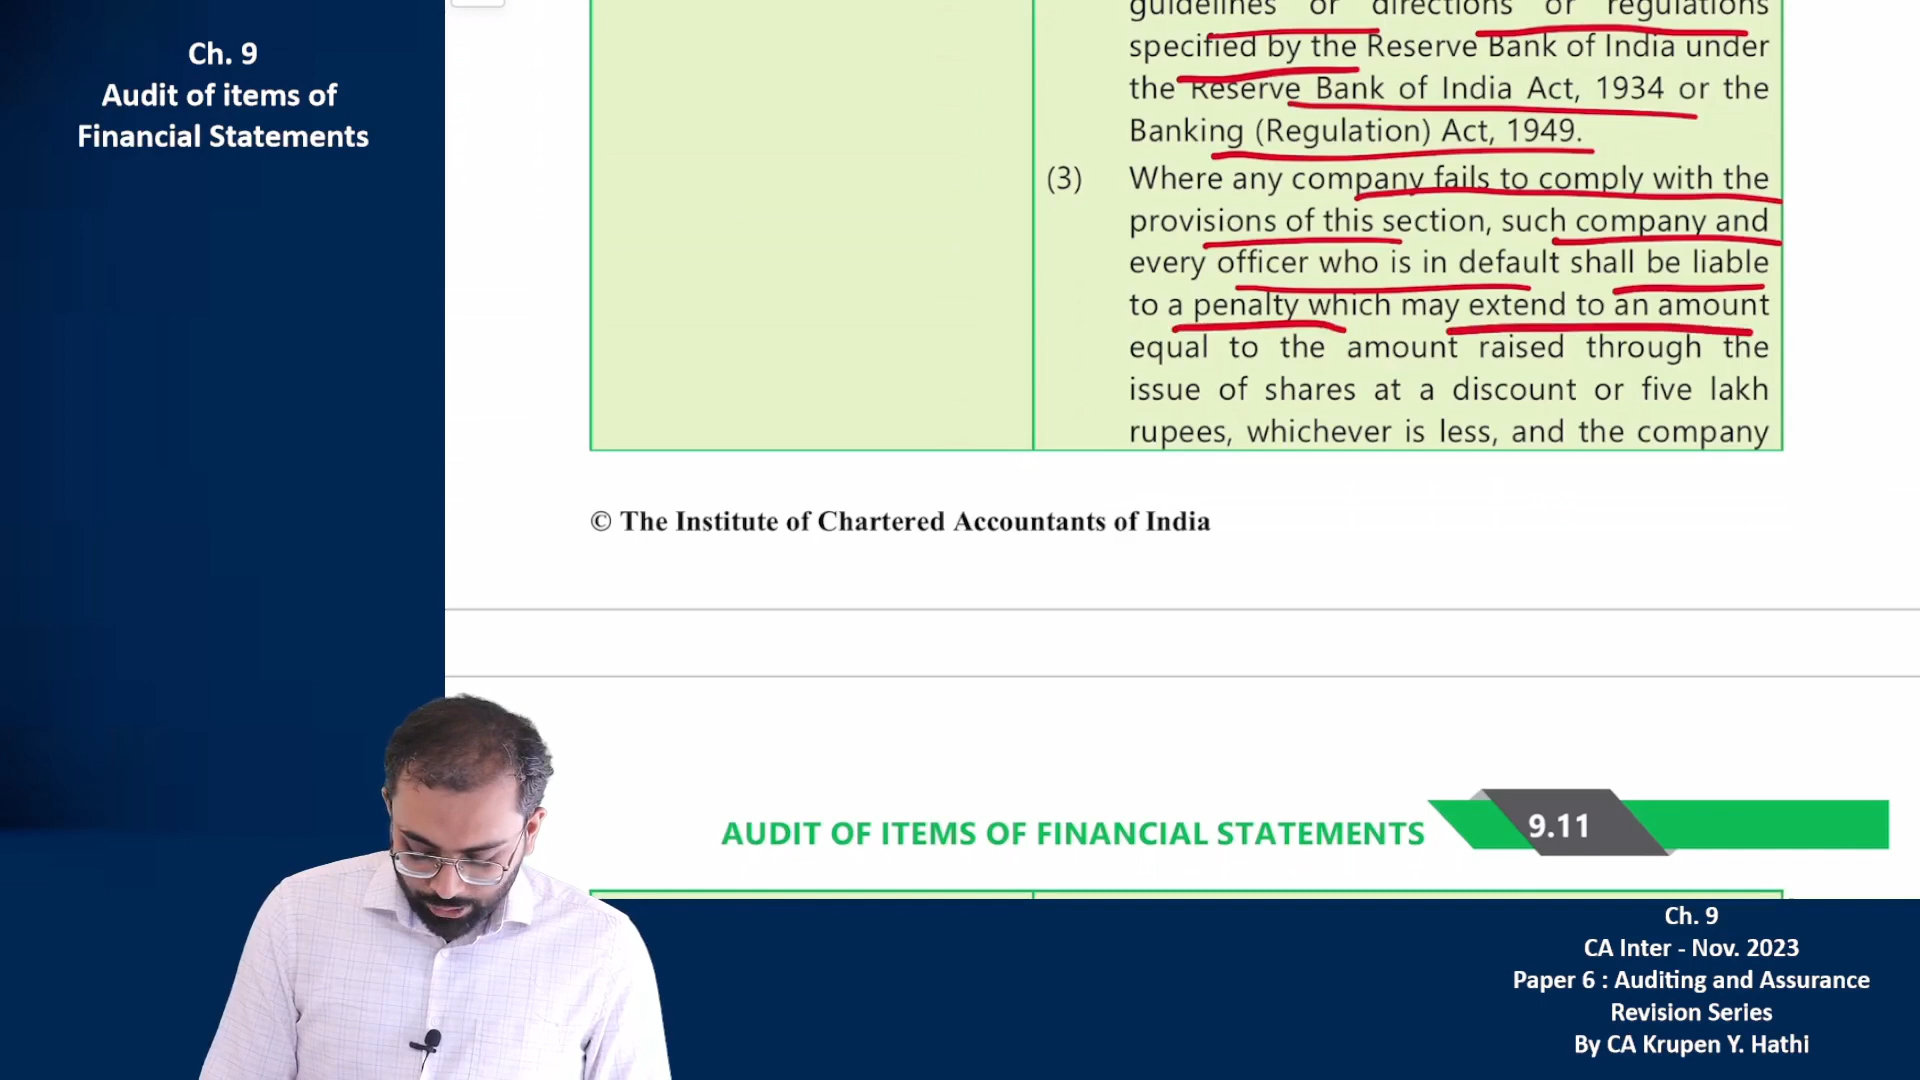 Ch. 9
Audit of items of
Financial Statements
guidelines or directions or regulations
specified by the Reserve Bank of India under
the Reserve Bank of India Act, 1934 or the
Banking (Regulation) Act, 1949.
(3) Where any company fails to comply with the
provisions of this section, such company and
every officer who is in default shall be liable
to a penalty which may extend to an amount
equal to the amount raised through the
issue of shares at a discount or five lakh
rupees, whichever is less, and the company
© The Institute of Chartered Accountants of India
AUDIT OF ITEMS OF FINANCIAL STATEMENTS 9.11
Ch. 9
CA Inter - Nov. 2023
Paper 6 : Auditing and Assurance
Revision Series
By CA Krupen Y. Hathi